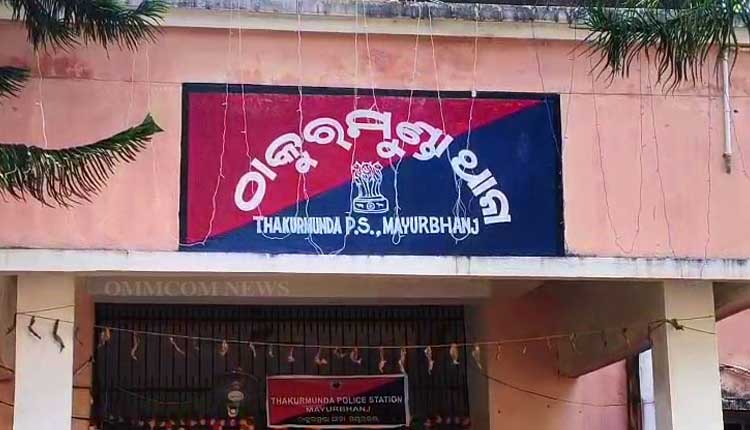 ଠାକୁରମୁଣ୍ଡା ଥାନା
THAKURMUNDA P.S., MAYURBHANJ
OMMCOM NEWS
THAKURMUNDA POLICE STATION
MAYURBHANJ